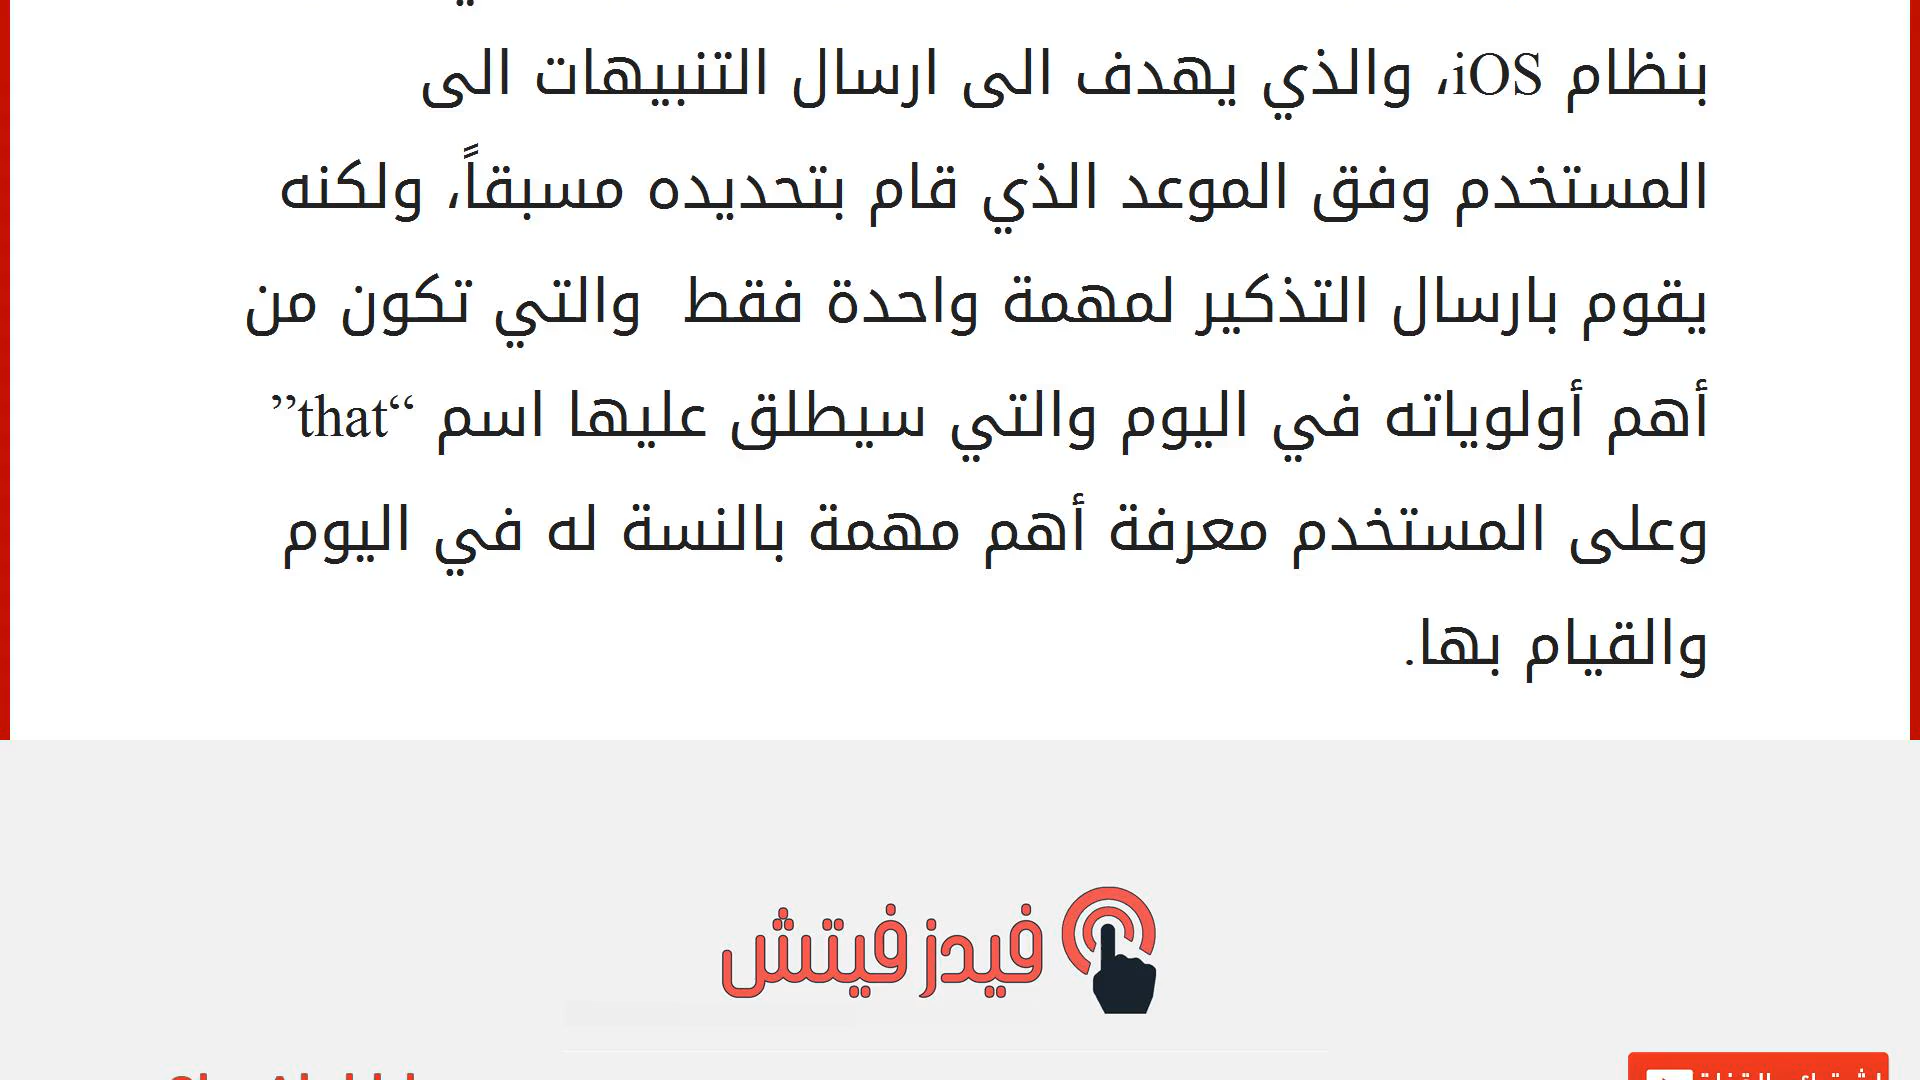 بنظام iOS، والذي يهدف الى ارسال التنبيهات الى
المستخدم وفق الموعد الذي قام بتحديده مسبقاً، ولكنه
يقوم بارسال التذكير لمهمة واحدة فقط  والتي تكون من
أهم أولوياته في اليوم والتي سيطلق عليها اسم “that”
وعلى المستخدم معرفة أهم مهمة بالنسة له في اليوم
والقيام بها.
فيدز فيتش